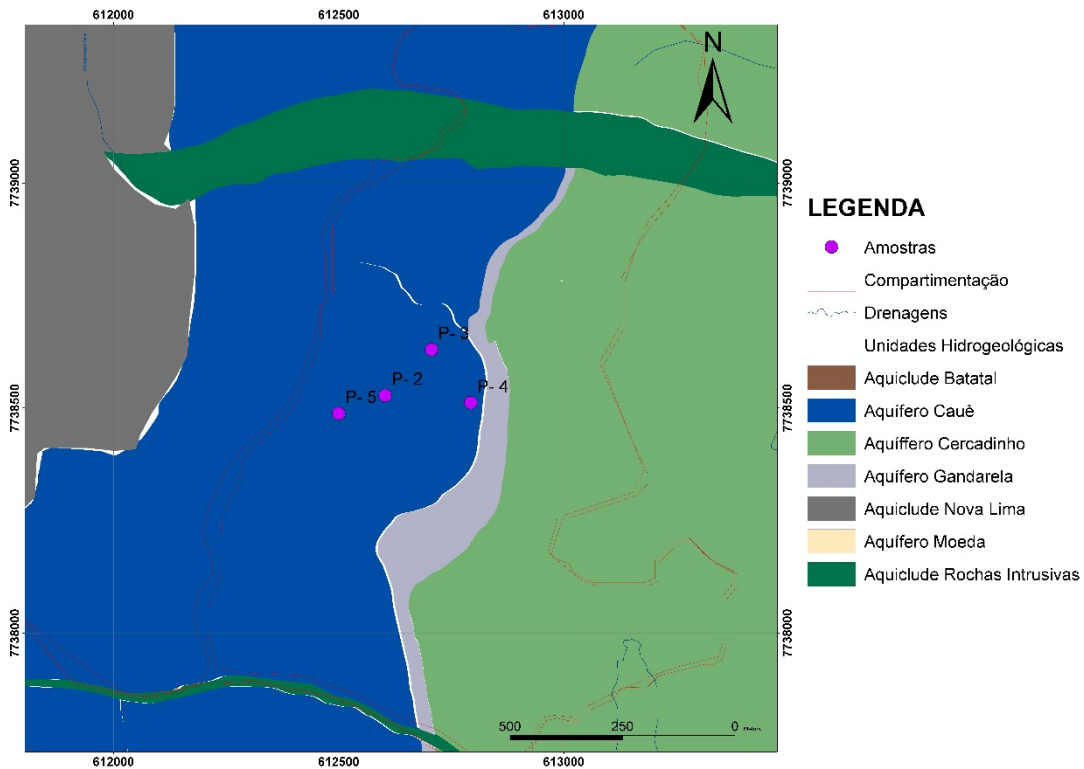 612000 612500 613000
N
7739000 7739000
LEGENDA
Amostras
Compartimentação
Drenagens
Unidades Hidrogeológicas
P- 3
P- 2
P- 5
P- 4
Aquiclude Batatal
7738500 7738500
Aquífero Cauê
Aquíffero Cercadinho
Aquífero Gandarela
Aquiclude Nova Lima
Aquífero Moeda
Aquiclude Rochas Intrusivas
7738000 7738000
500 250 0
612000 612500 613000